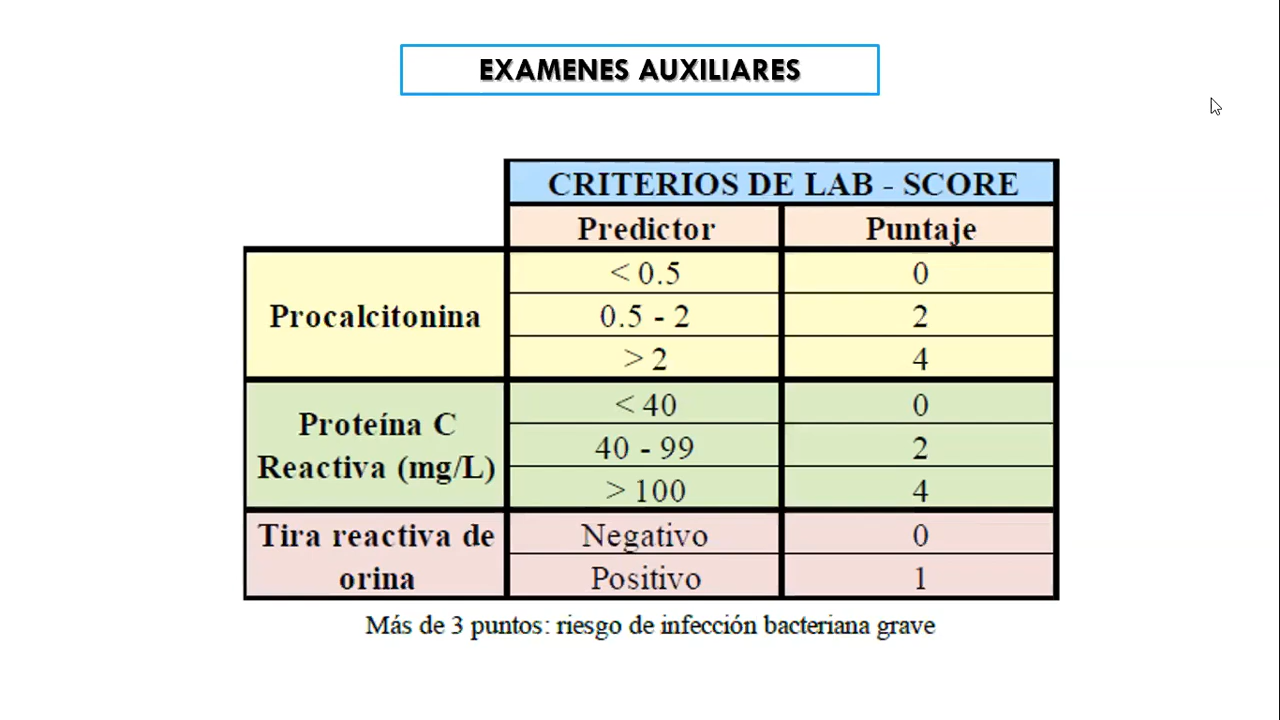 EXAMENES AUXILIARES
CRITERIOS DE LAB - SCORE
Predictor Puntaje
Procalcitonina
< 0.5 0
0.5 - 2 2
> 2 4
Proteína C
Reactiva (mg/L)
< 40 0
40 - 99 2
> 100 4
Tira reactiva de
orina
Negativo 0
Positivo 1
Más de 3 puntos: riesgo de infección bacteriana grave